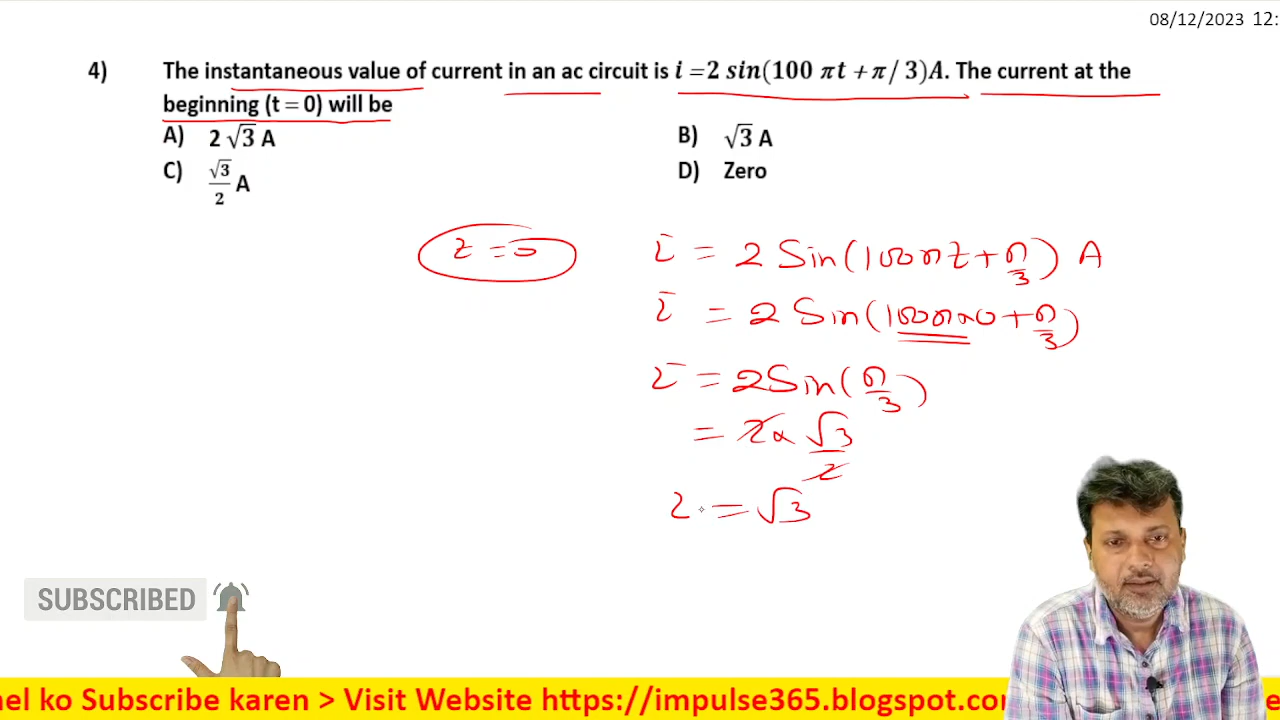 08/12/2023 12:
4) The instantaneous value of current in an ac circuit is i =2 sin(100 πt +π/ 3)A. The current at the
beginning (t = 0) will be
A) 2 √3 A B) √3 A
C) √3/2 A D) Zero
t = 0
i = 2 Sin(100πt + π/3) A
i = 2 Sin(100π×0 + π/3)
i = 2Sin(π/3)
= 2× √3/2
i = √3
SUBSCRIBED
nel ko Subscribe karen > Visit Website https://impulse365.blogspot.co